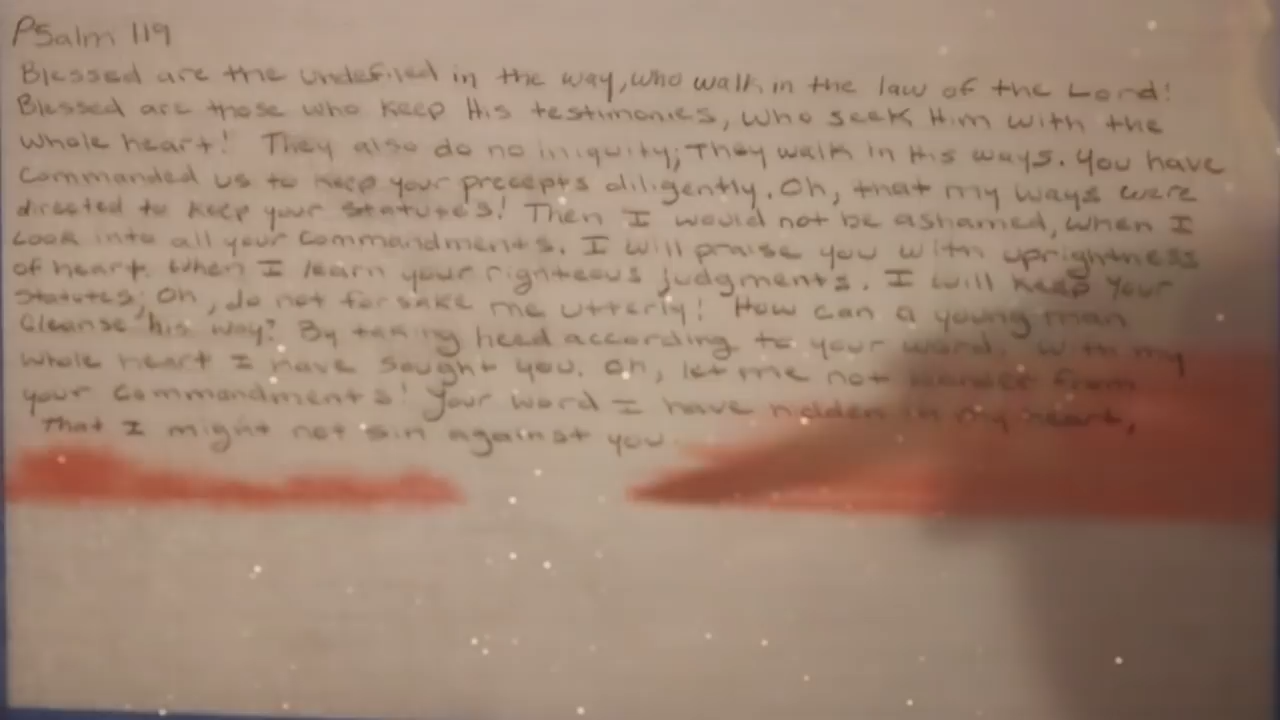 Psalm 119
Blessed are the undefiled in the way, who walk in the law of the Lord!
Blessed are those who keep His testimonies, who seek Him with the
whole heart! They also do no iniquity; They walk in His ways. You have
Commanded us to keep your precepts diligently. Oh, that my ways were
directed to keep your statutes! Then I would not be ashamed, when I
Look into all your Commandments. I will praise you with uprightness
of heart, when I learn your righteous judgments. I will keep your
Statutes; Oh, do not forsake me utterly! How can a young man
Cleanse his way? By taking heed according to your word. With my
whole heart I have sought you. Oh, let me not wander from
your Commandments! Your word I have hidden in my heart,
That I might not sin against you